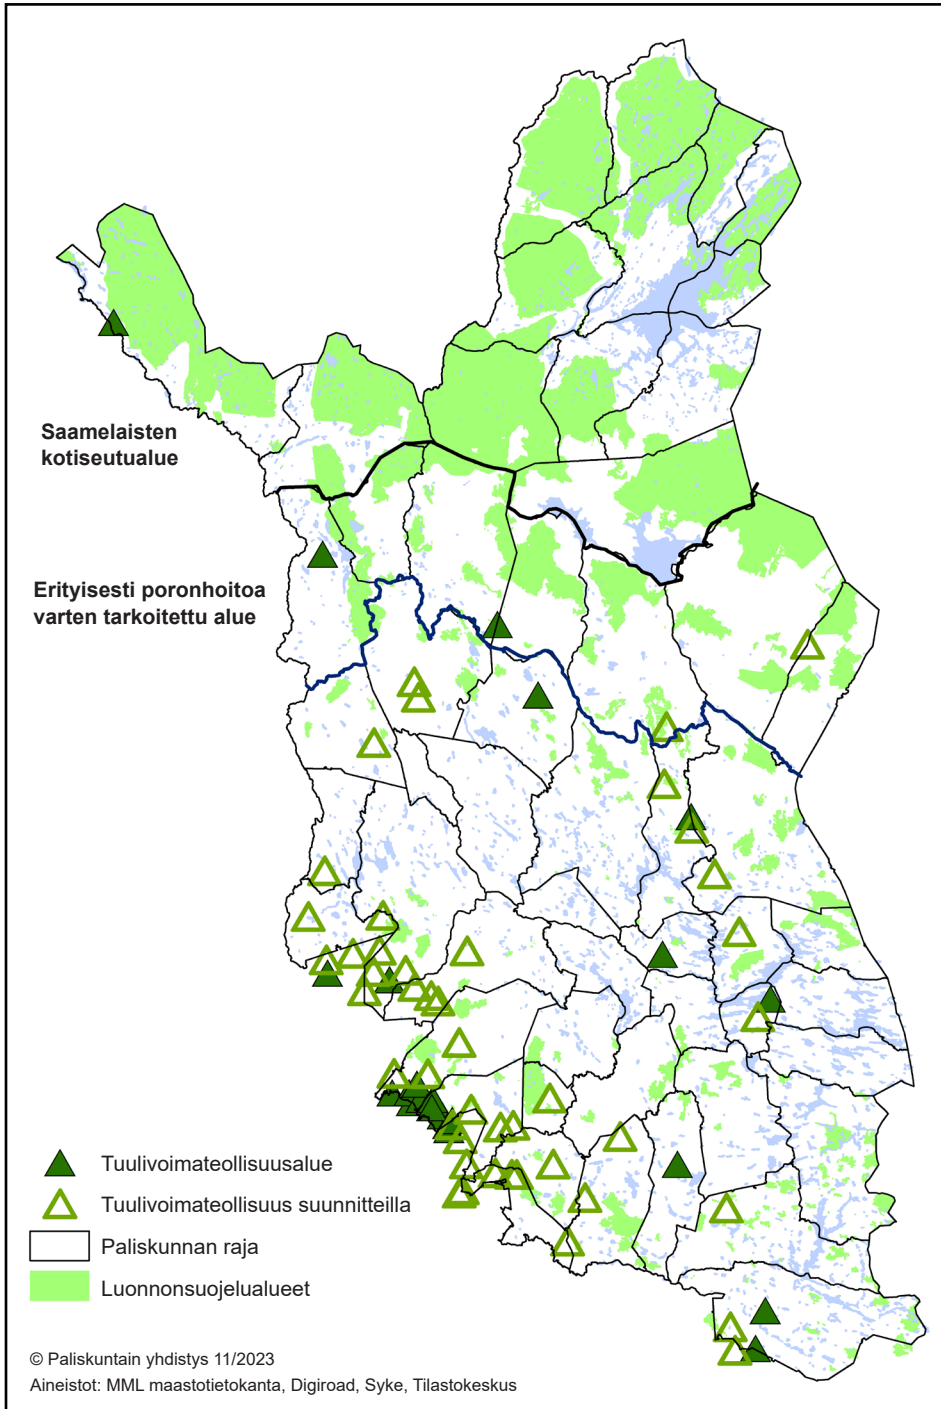 Saamelaisten
kotiseutualue
Erityisesti poronhoitoa
varten tarkoitettu alue
Tuulivoimateollisuusalue
Tuulivoimateollisuus suunnitteilla
Paliskunnan raja
Luonnonsuojelualueet
© Paliskuntain yhdistys 11/2023
Aineistot: MML maastotietokanta, Digiroad, Syke, Tilastokeskus